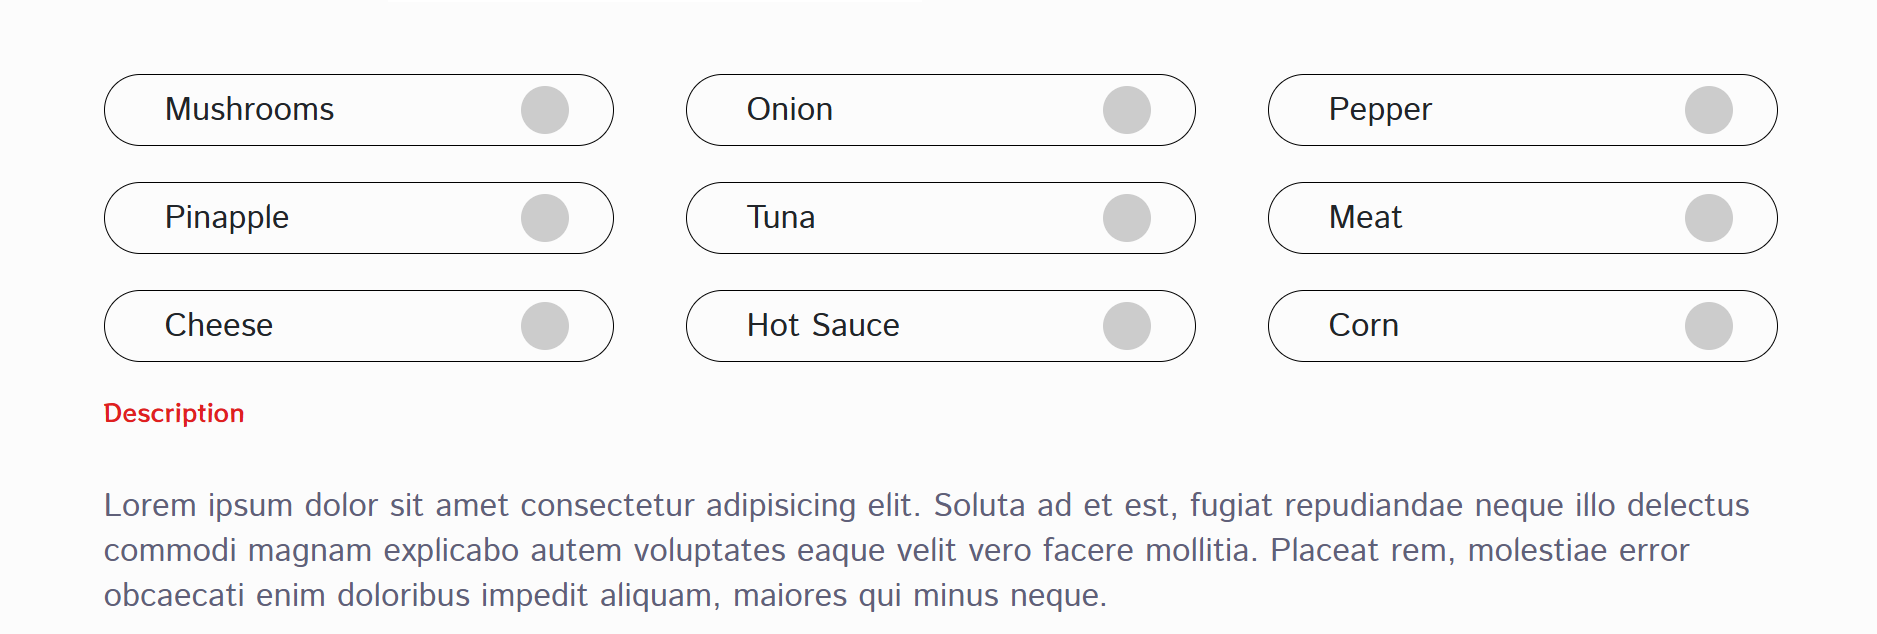 Mushrooms Onion Pepper
Pinapple Tuna Meat
Cheese Hot Sauce Corn
Description
Lorem ipsum dolor sit amet consectetur adipisicing elit. Soluta ad et est, fugiat repudiandae neque illo delectus
commodi magnam explicabo autem voluptates eaque velit vero facere mollitia. Placeat rem, molestiae error
obcaecati enim doloribus impedit aliquam, maiores qui minus neque.